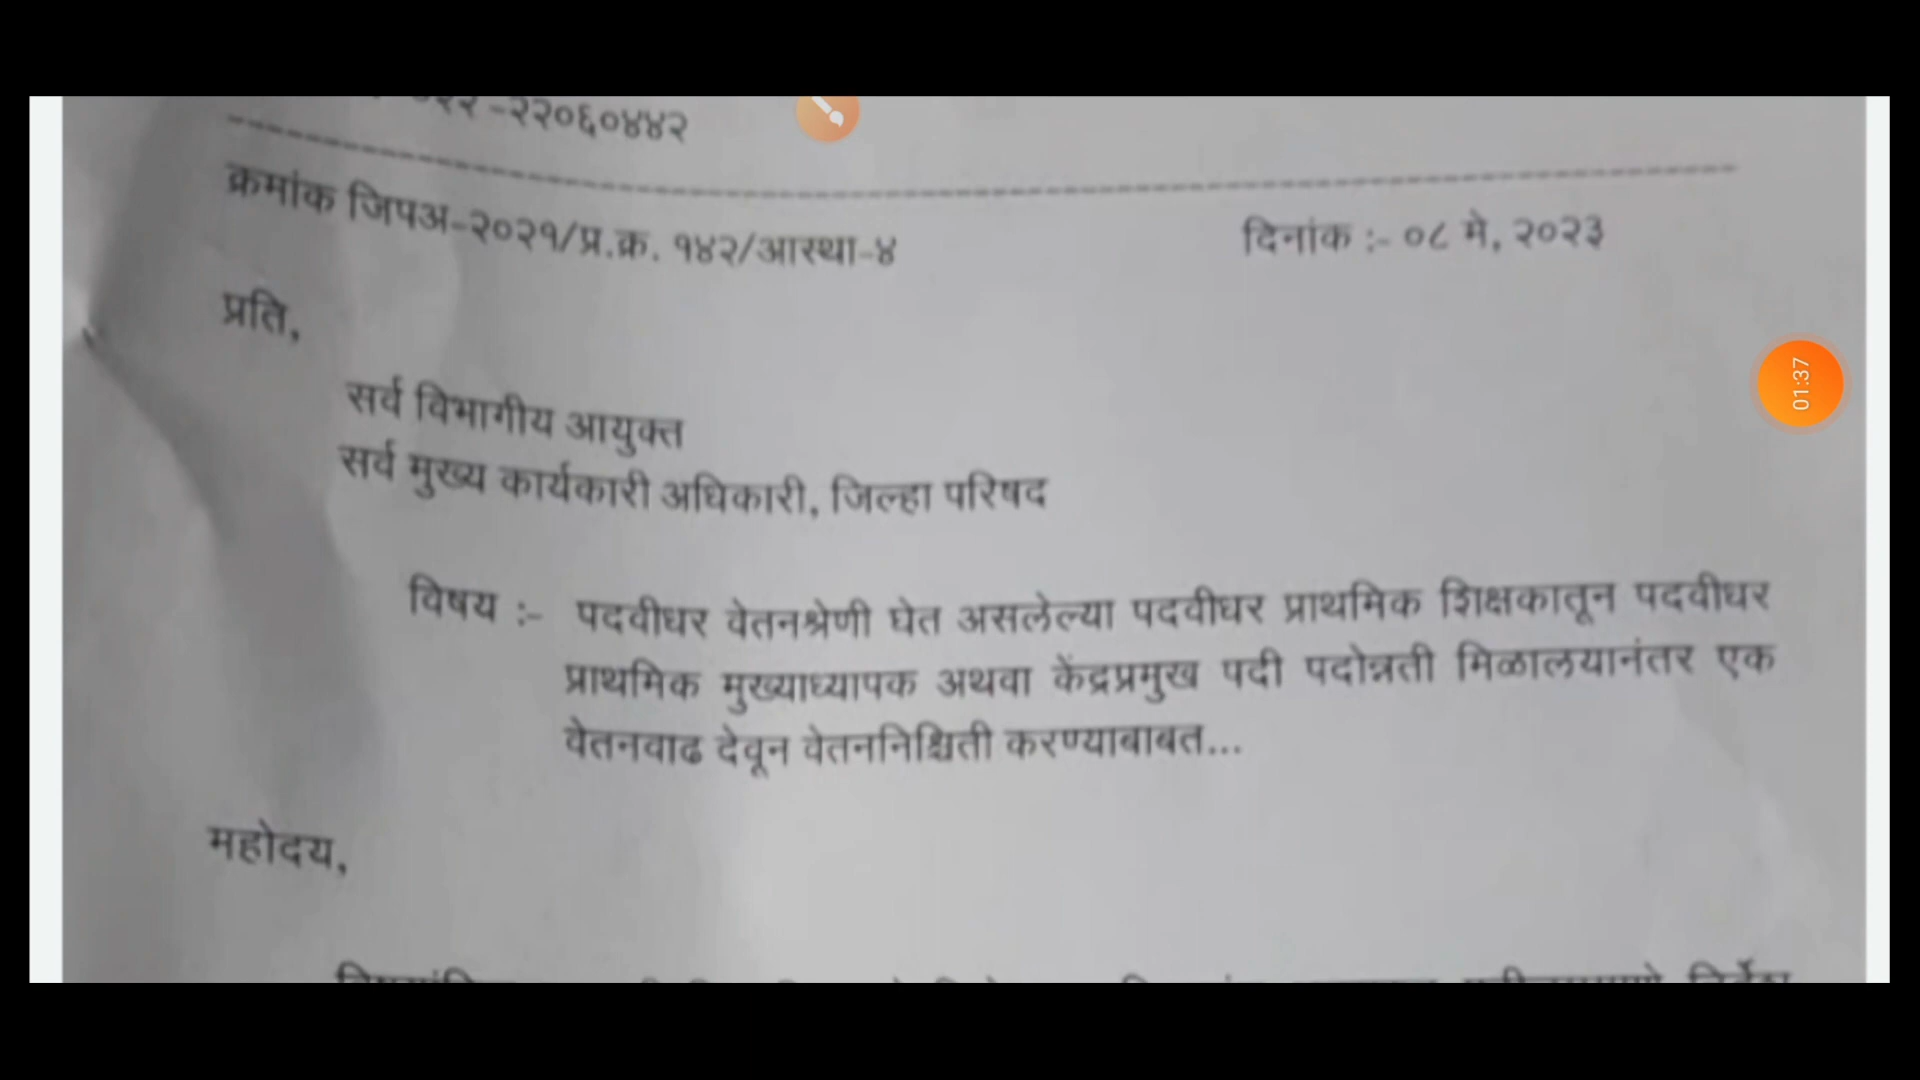 -२२०६०४४२
क्रमांक जिपअ-२०२१/प्र.क्र. १४२/आस्था-४ दिनांक :- ०८ मे, २०२३
प्रति,
सर्व विभागीय आयुक्त
सर्व मुख्य कार्यकारी अधिकारी, जिल्हा परिषद
01:37
विषय :- पदवीधर वेतनश्रेणी घेत असलेल्या पदवीधर प्राथमिक शिक्षकातून पदवीधर
प्राथमिक मुख्याध्यापक अथवा केंद्रप्रमुख पदी पदोन्नती मिळालयानंतर एक
वेतनवाढ देवून वेतननिश्चिती करण्याबाबत...
महोदय,